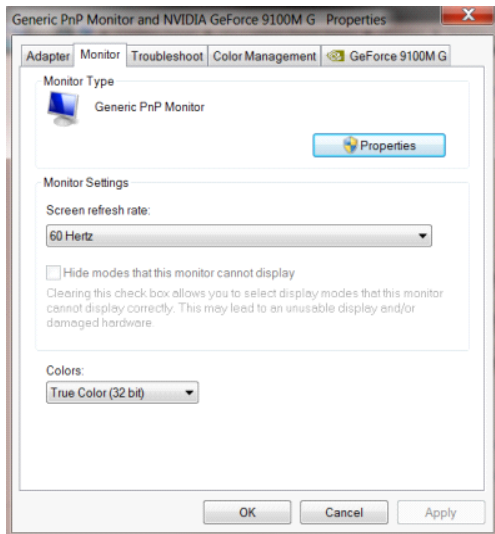 Generic PnP Monitor and NVIDIA GeForce 9100M G Properties
Adapter Monitor Troubleshoot Color Management GeForce 9100M G
Monitor Type
Generic PnP Monitor
Properties
Monitor Settings
Screen refresh rate:
60 Hertz
Hide modes that this monitor cannot display
Clearing this check box allows you to select display modes that this monitor
cannot display correctly. This may lead to an unusable display and/or
damaged hardware.
Colors:
True Color (32 bit)
OK Cancel Apply